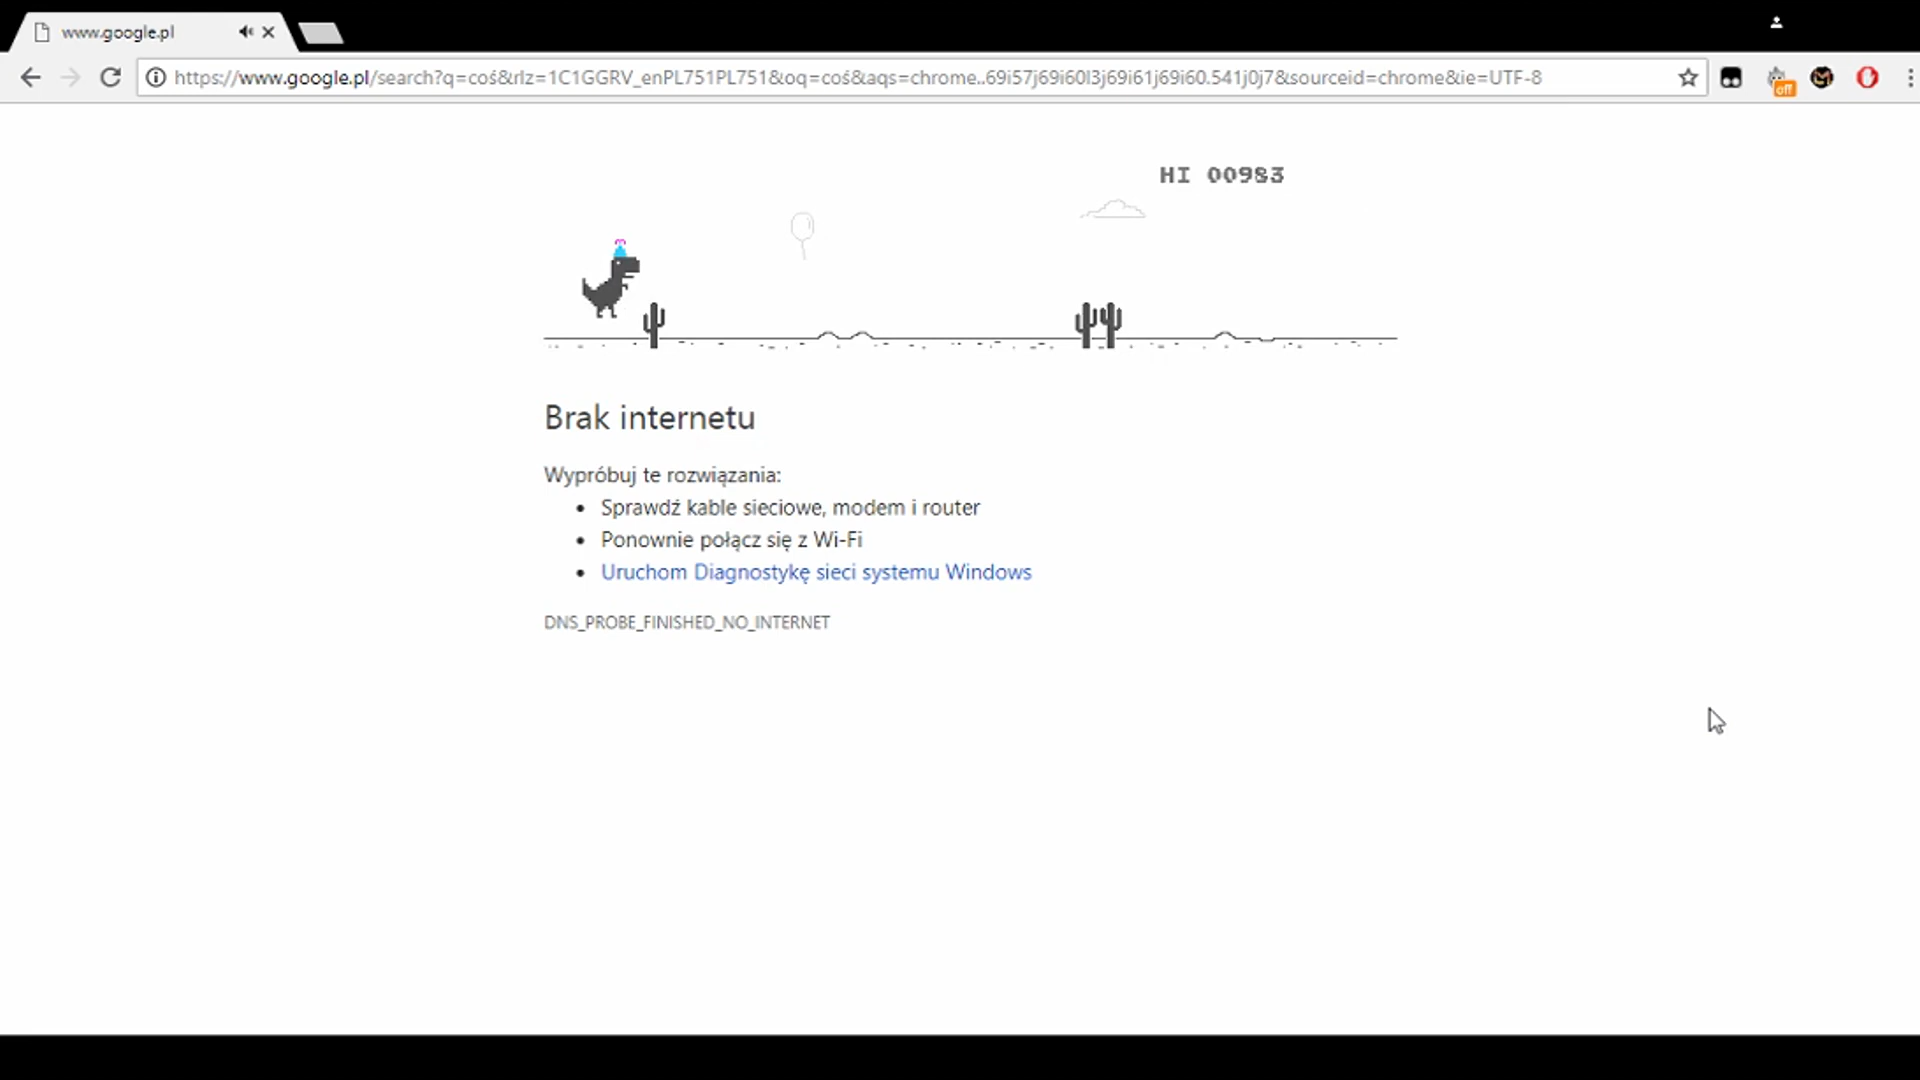 www.google.pl
https://www.google.pl/search?q=coś&rlz=1C1GGRV_enPL751PL751&oq=coś&aqs=chrome..69i57j69i60l3j69i61j69i60.541j0j7&sourceid=chrome&ie=UTF-8
off
HI 00983
Brak internetu
Wypróbuj te rozwiązania:
• Sprawdź kable sieciowe, modem i router
• Ponownie połącz się z Wi-Fi
• Uruchom Diagnostykę sieci systemu Windows
DNS_PROBE_FINISHED_NO_INTERNET